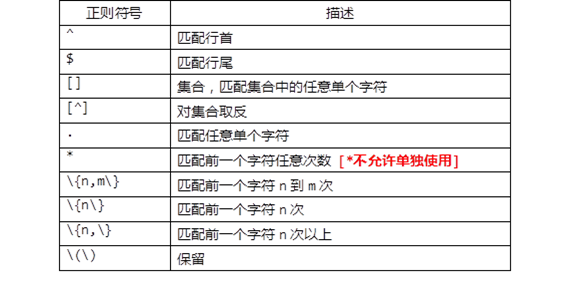 正则符号 描述
^ 匹配行首
$ 匹配行尾
[] 集合，匹配集合中的任意单个字符
[^] 对集合取反
. 匹配任意单个字符
* 匹配前一个字符任意次数 [*不允许单独使用]
\{n,m\} 匹配前一个字符 n 到 m 次
\{n\} 匹配前一个字符 n 次
\{n,\} 匹配前一个字符 n 次以上
\(\) 保留